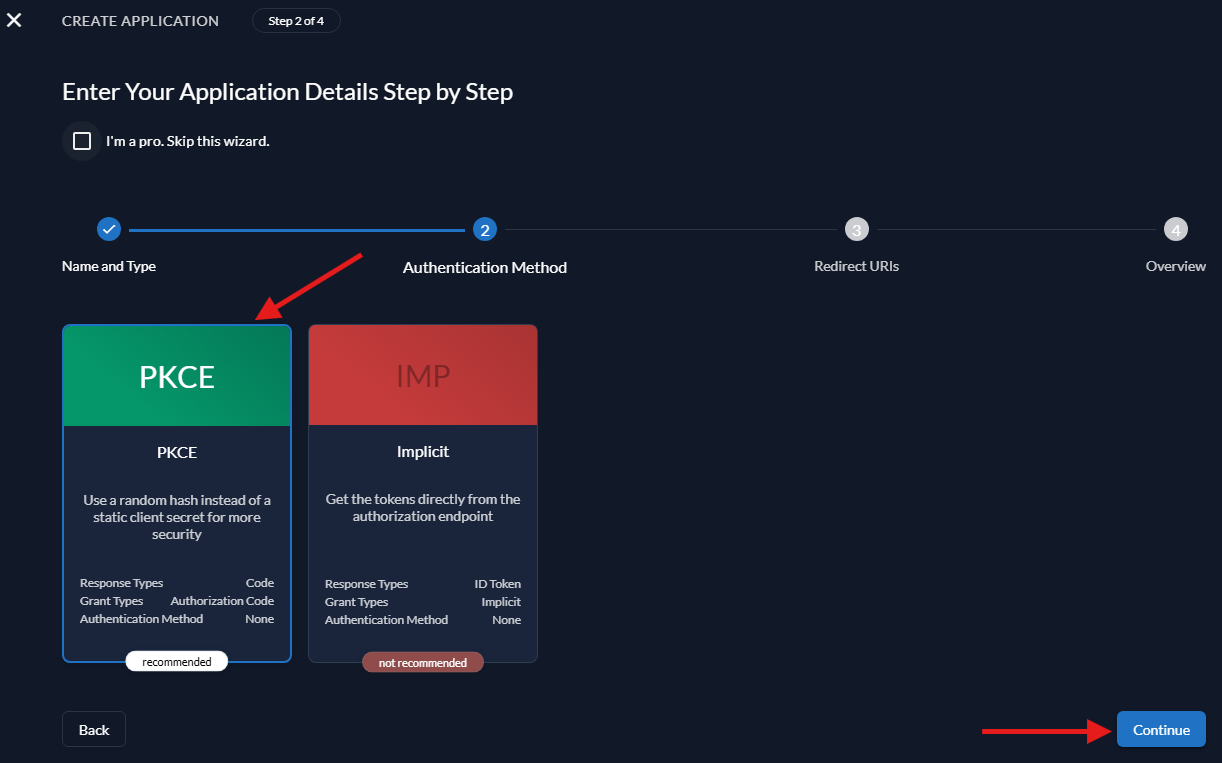 CREATE APPLICATION
Step 2 of 4
Enter Your Application Details Step by Step
I'm a pro. Skip this wizard.
2
3
4
Name and Type
Authentication Method
Redirect URIs
Overview
PKCE
PKCE
Use a random hash instead of a
static client secret for more
security
Response Types Code
Grant Types Authorization Code
Authentication Method None
recommended
IMP
Implicit
Get the tokens directly from the
authorization endpoint
Response Types ID Token
Grant Types Implicit
Authentication Method None
not recommended
Back
Continue